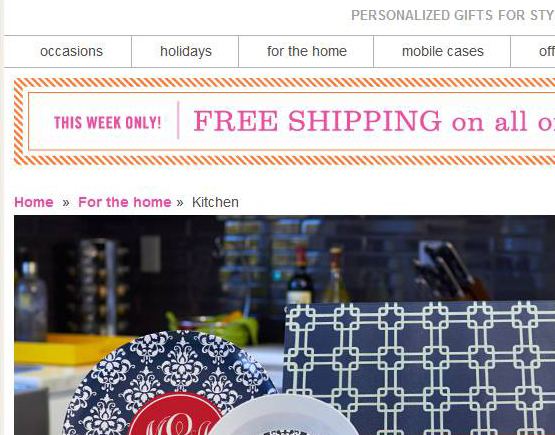 PERSONALIZED GIFTS FOR STY
occasions holidays for the home mobile cases off
THIS WEEK ONLY! FREE SHIPPING on all o
Home » For the home » Kitchen